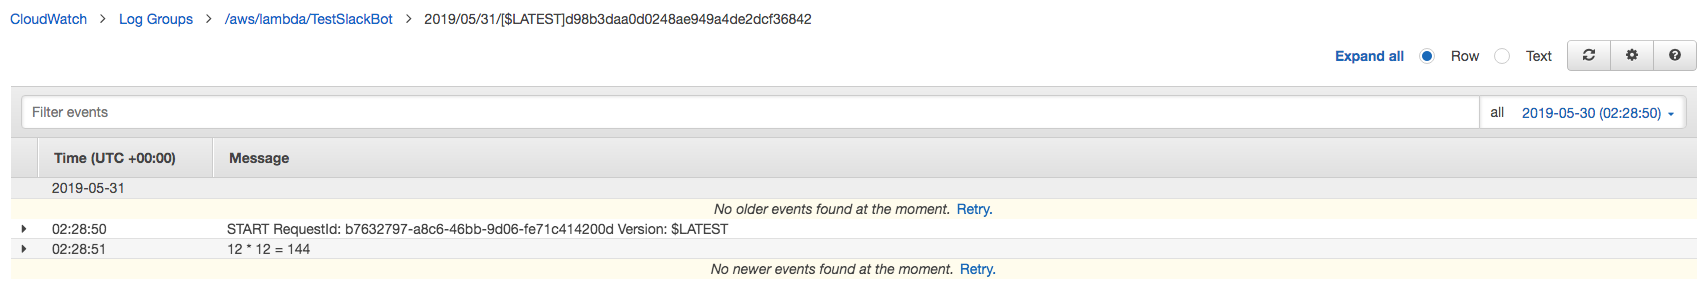 CloudWatch > Log Groups > /aws/lambda/TestSlackBot > 2019/05/31/[$LATEST]d98b3daa0d0248ae949a4de2dcf36842
Expand all Row Text
Filter events all 2019-05-30 (02:28:50)
Time (UTC +00:00) Message
2019-05-31
No older events found at the moment. Retry.
02:28:50 START RequestId: b7632797-a8c6-46bb-9d06-fe71c414200d Version: $LATEST
02:28:51 12 * 12 = 144
No newer events found at the moment. Retry.